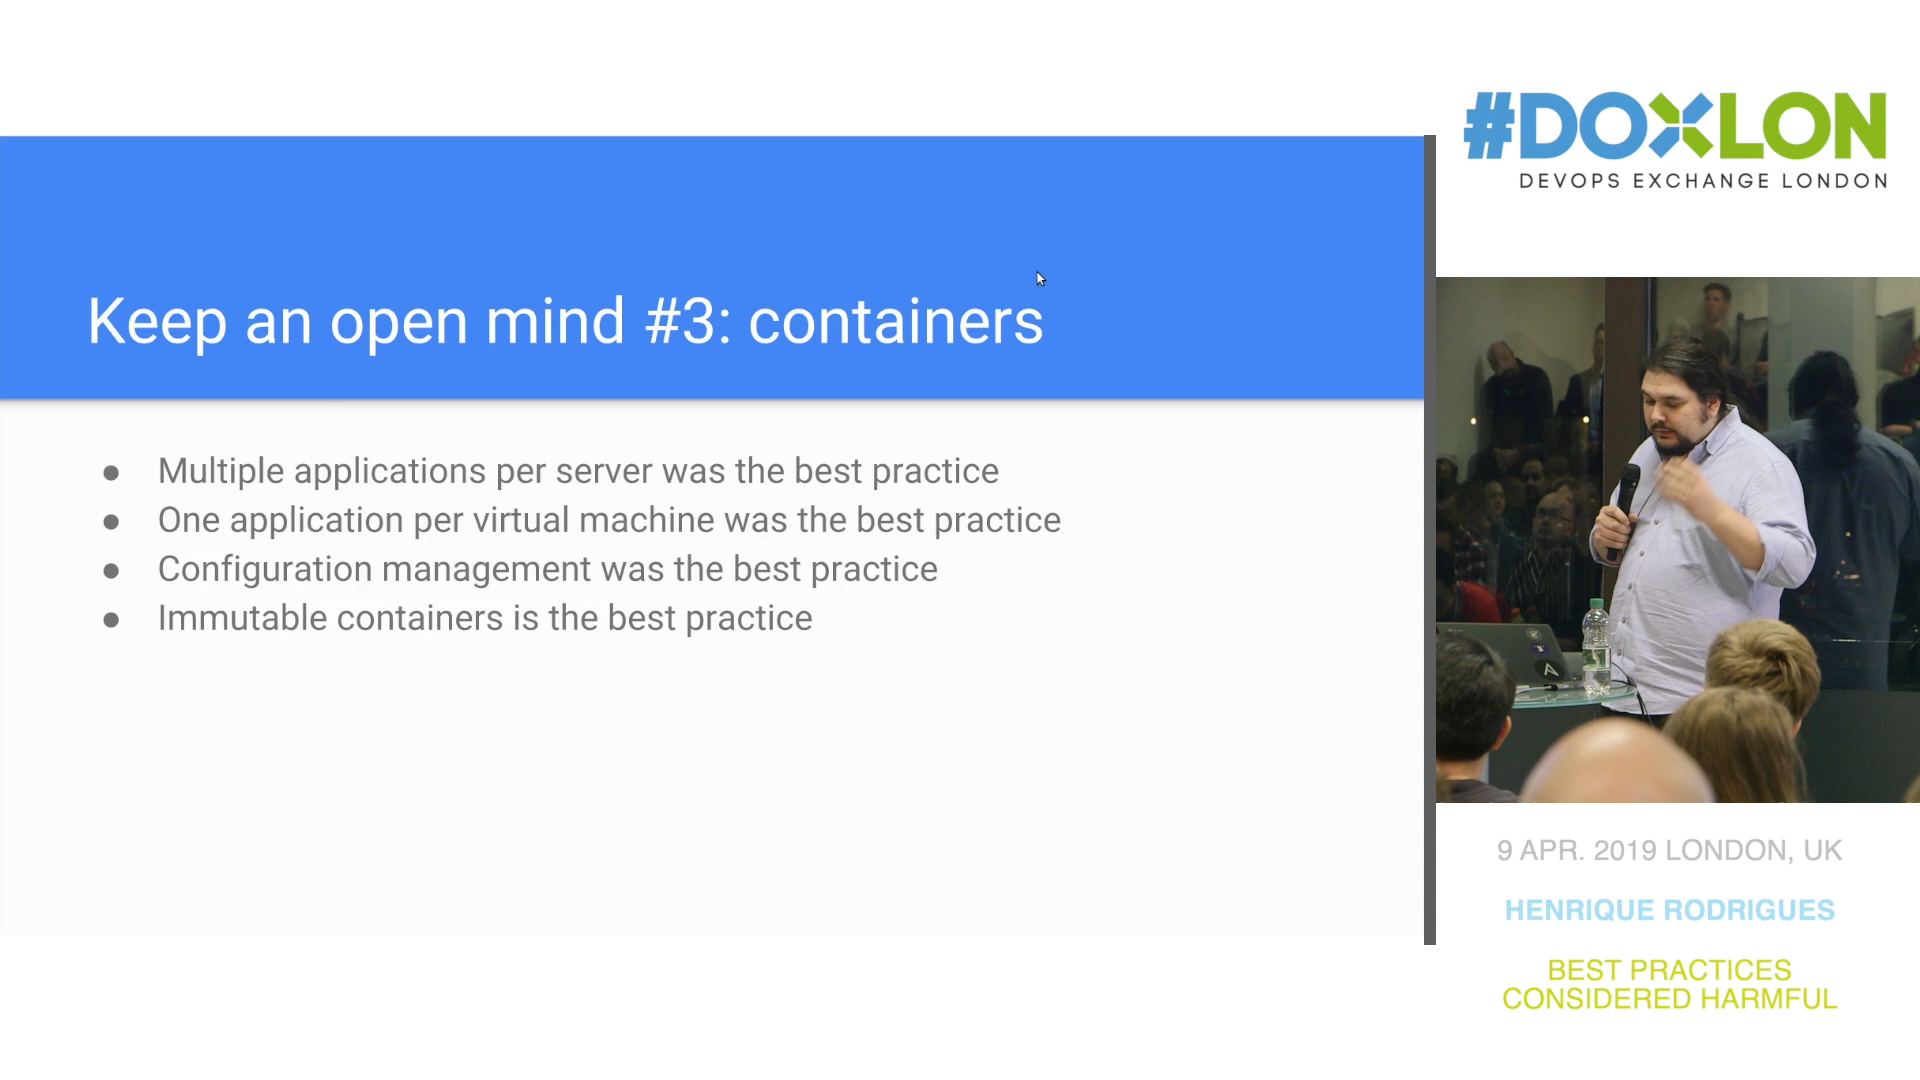 Keep an open mind #3: containers
● Multiple applications per server was the best practice
● One application per virtual machine was the best practice
● Configuration management was the best practice
● Immutable containers is the best practice
#DOXLON
DEVOPS EXCHANGE LONDON
9 APR. 2019 LONDON, UK
HENRIQUE RODRIGUES
BEST PRACTICES
CONSIDERED HARMFUL